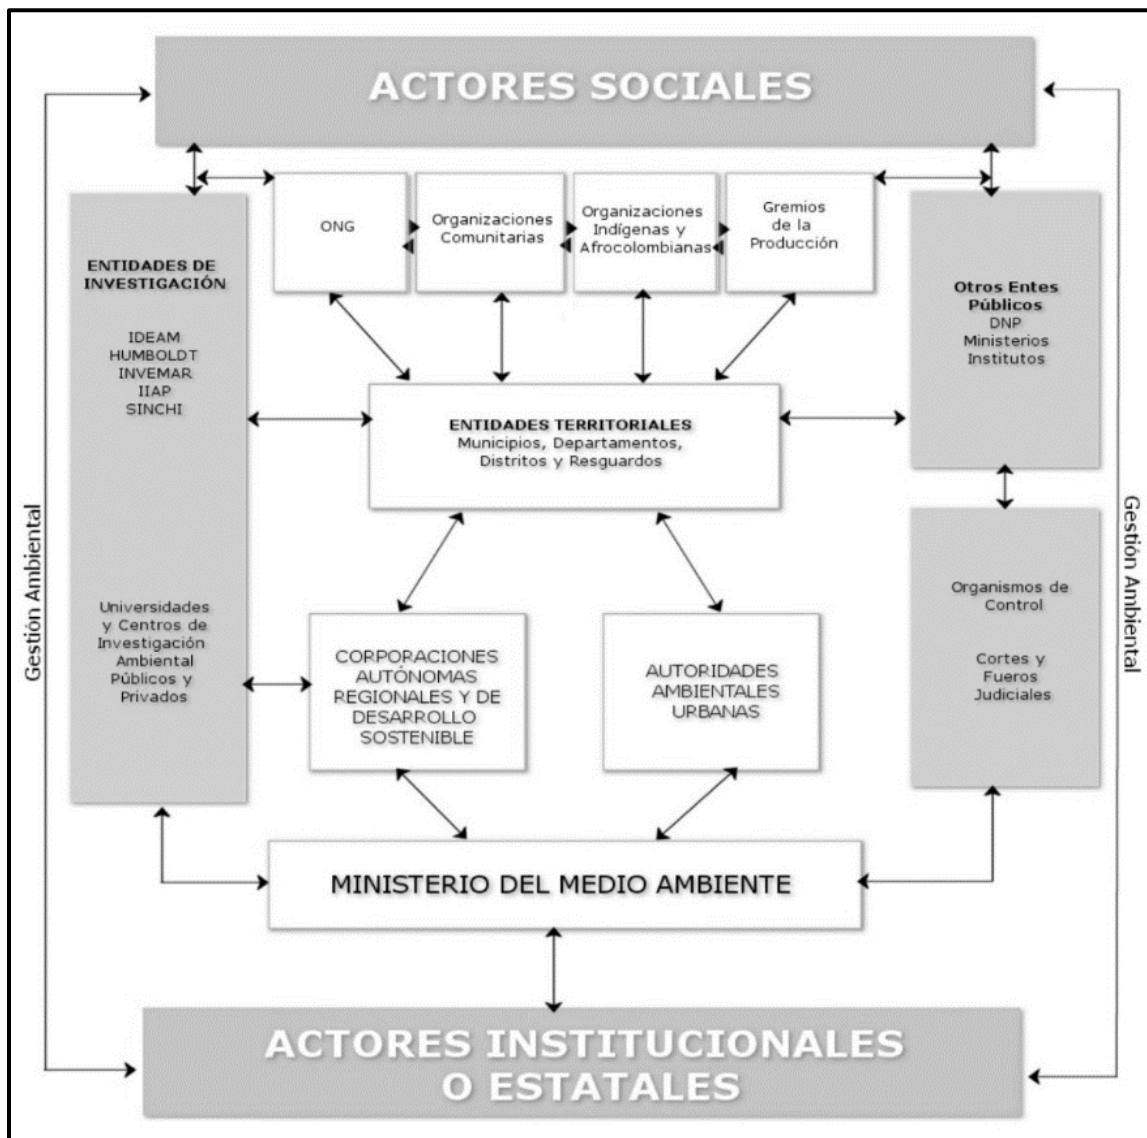 ACTORES SOCIALES
ONG
Organizaciones
Comunitarias
Organizaciones
Indígenas y
Afrocolombianas
Gremios
de la
Producción
ENTIDADES DE
INVESTIGACIÓN
IDEAM
HUMBOLDT
INVEMAR
IIAP
SINCHI
Otros Entes
Públicos
DNP
Ministerios
Institutos
ENTIDADES TERRITORIALES
Municipios, Departamentos,
Distritos y Resguardos
Gestión Ambiental
Gestión Ambiental
Universidades
y Centros de
Investigación
Ambiental
Públicos y
Privados
CORPORACIONES
AUTÓNOMAS
REGIONALES Y DE
DESARROLLO
SOSTENIBLE
AUTORIDADES
AMBIENTALES
URBANAS
Organismos de
Control
Cortes y
Fueros
Judiciales
MINISTERIO DEL MEDIO AMBIENTE
ACTORES INSTITUCIONALES
O ESTATALES